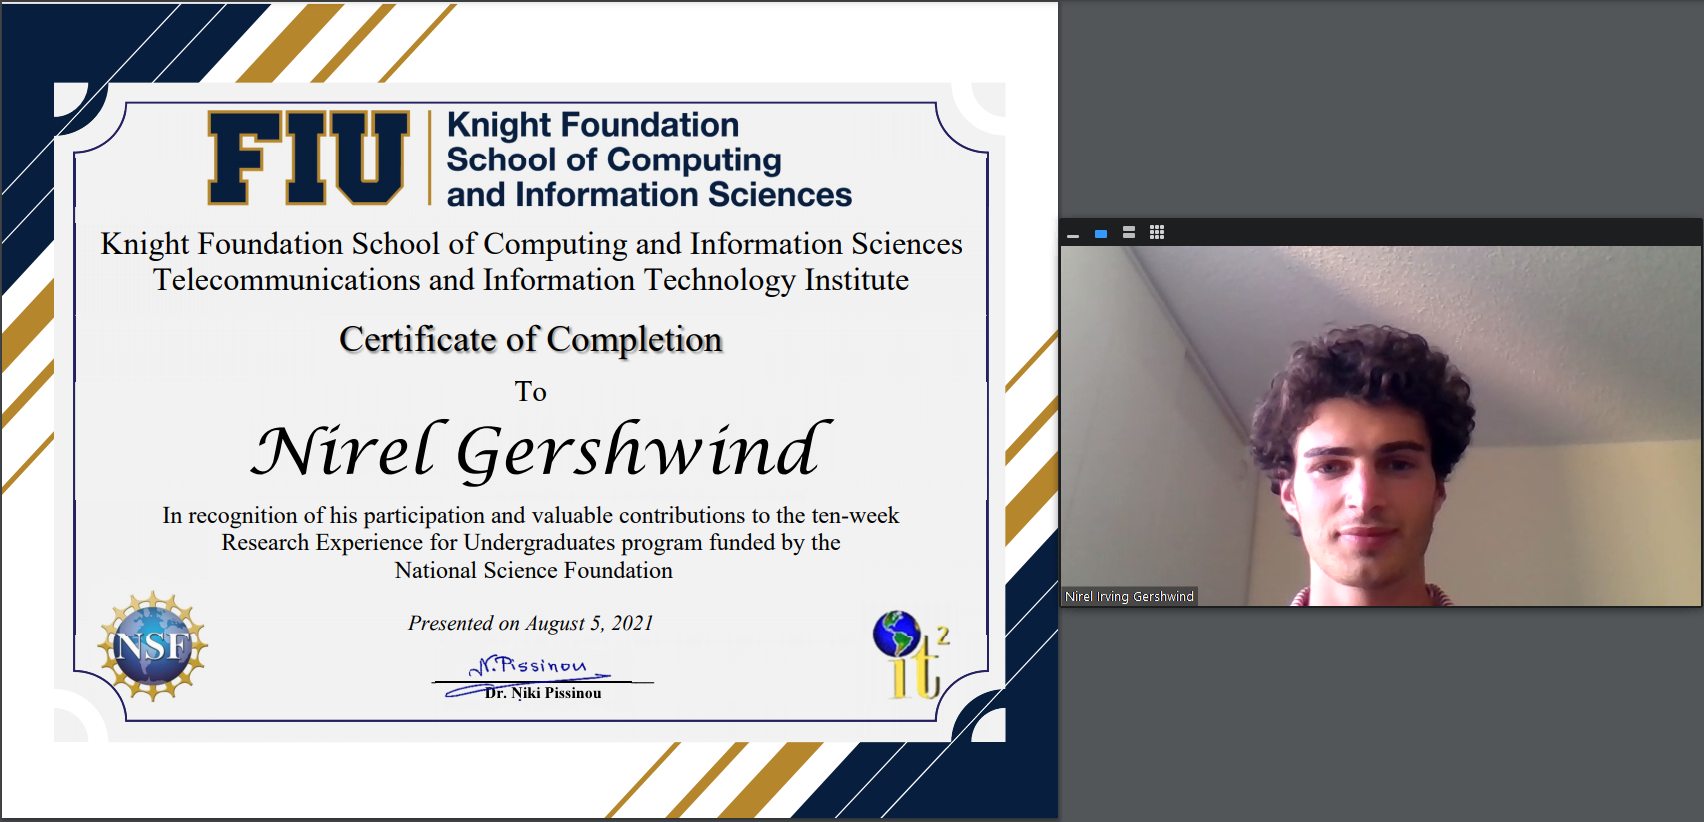 FIU
Knight Foundation
School of Computing
and Information Sciences
Knight Foundation School of Computing and Information Sciences
Telecommunications and Information Technology Institute
Certificate of Completion
To
Nirel Gershwind
In recognition of his participation and valuable contributions to the ten-week
Research Experience for Undergraduates program funded by the
National Science Foundation
Presented on August 5, 2021
NSF
N. Pissinou
Dr. Niki Pissinou
it2
Nirel Irving Gershwind